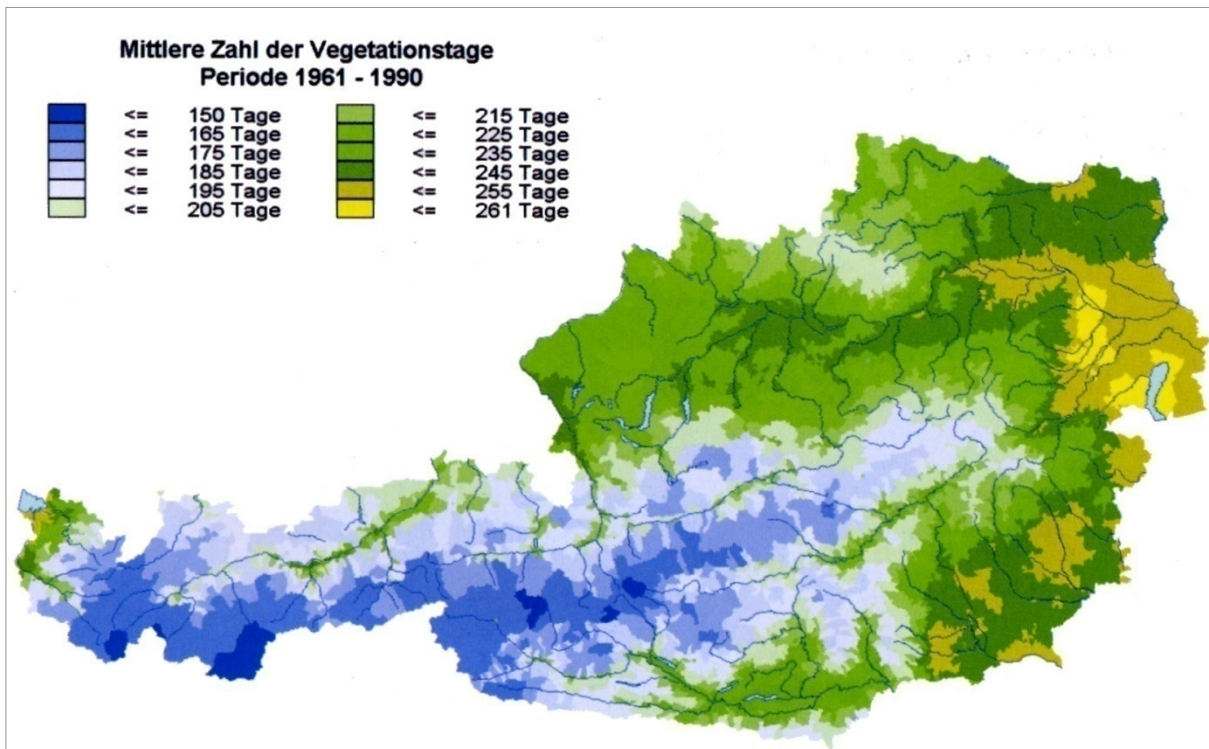 Mittlere Zahl der Vegetationstage
Periode 1961 - 1990
<= 150 Tage
<= 165 Tage
<= 175 Tage
<= 185 Tage
<= 195 Tage
<= 205 Tage
<= 215 Tage
<= 225 Tage
<= 235 Tage
<= 245 Tage
<= 255 Tage
<= 261 Tage